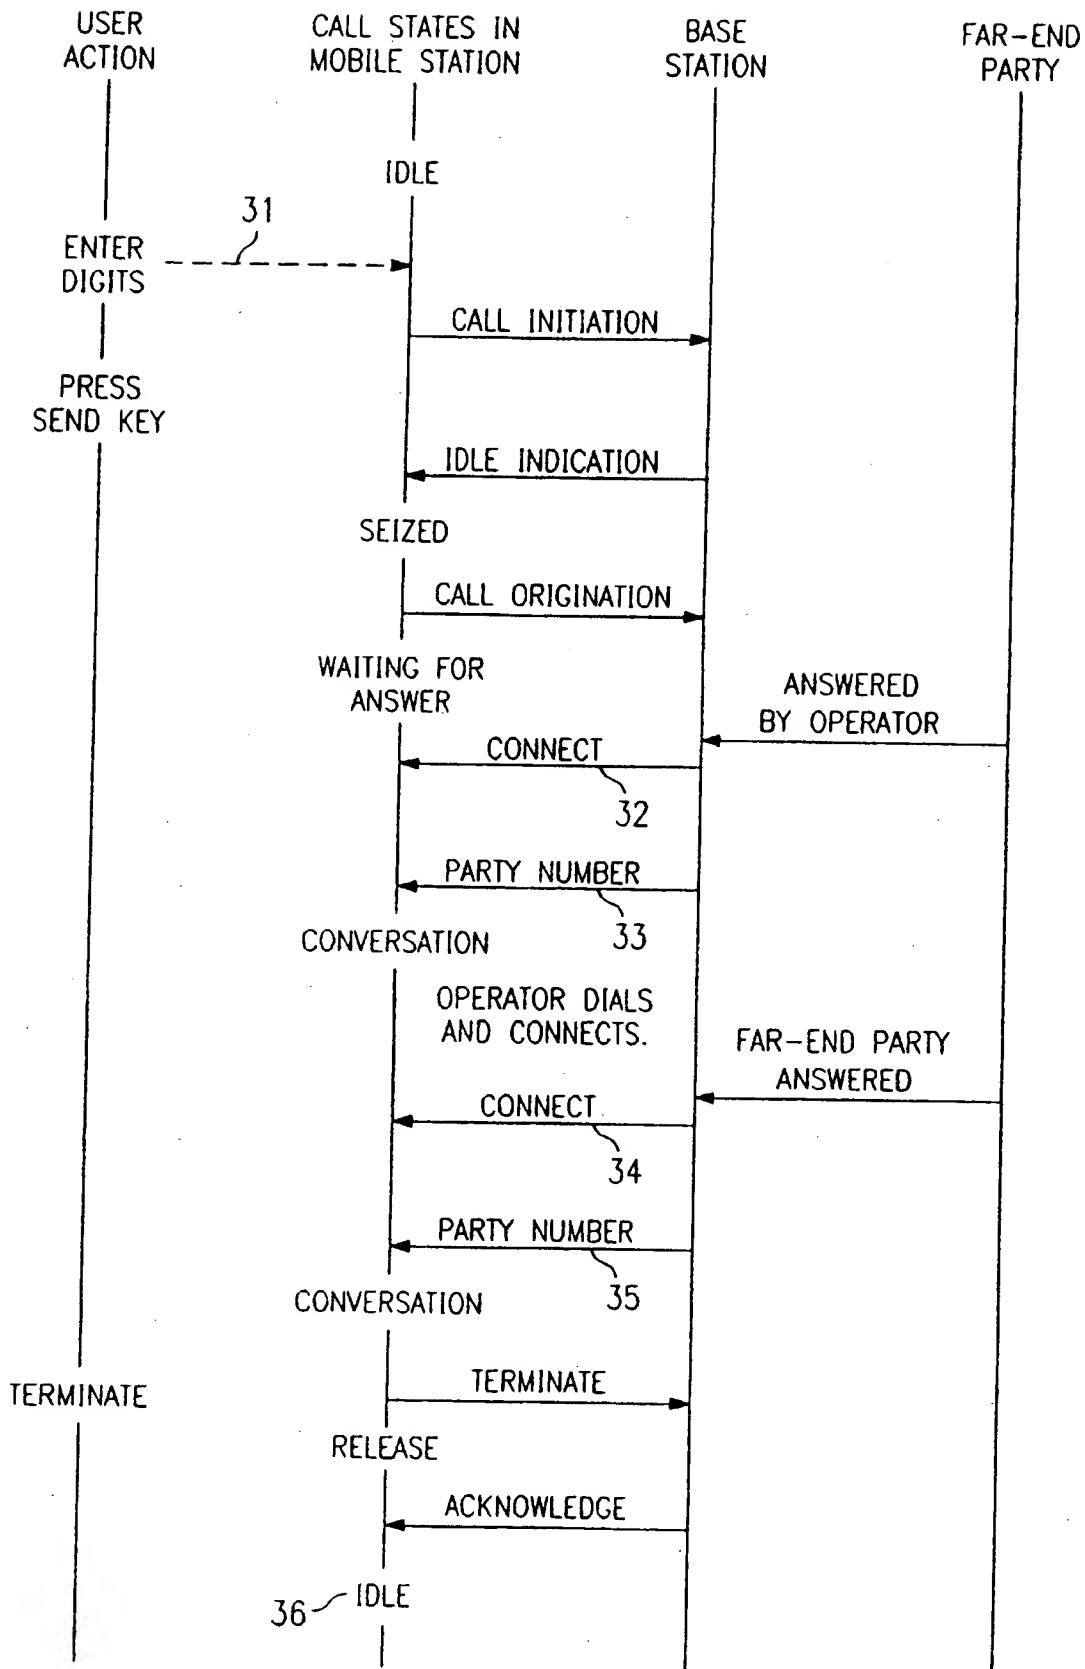 USER
ACTION
CALL STATES IN
MOBILE STATION
BASE
STATION
FAR-END
PARTY
IDLE
31
ENTER
DIGITS
CALL INITIATION
PRESS
SEND KEY
IDLE INDICATION
SEIZED
CALL ORIGINATION
WAITING FOR
ANSWER
ANSWERED
BY OPERATOR
CONNECT
32
PARTY NUMBER
33
CONVERSATION
OPERATOR DIALS
AND CONNECTS.
FAR-END PARTY
ANSWERED
CONNECT
34
PARTY NUMBER
35
CONVERSATION
TERMINATE
TERMINATE
RELEASE
ACKNOWLEDGE
36
IDLE